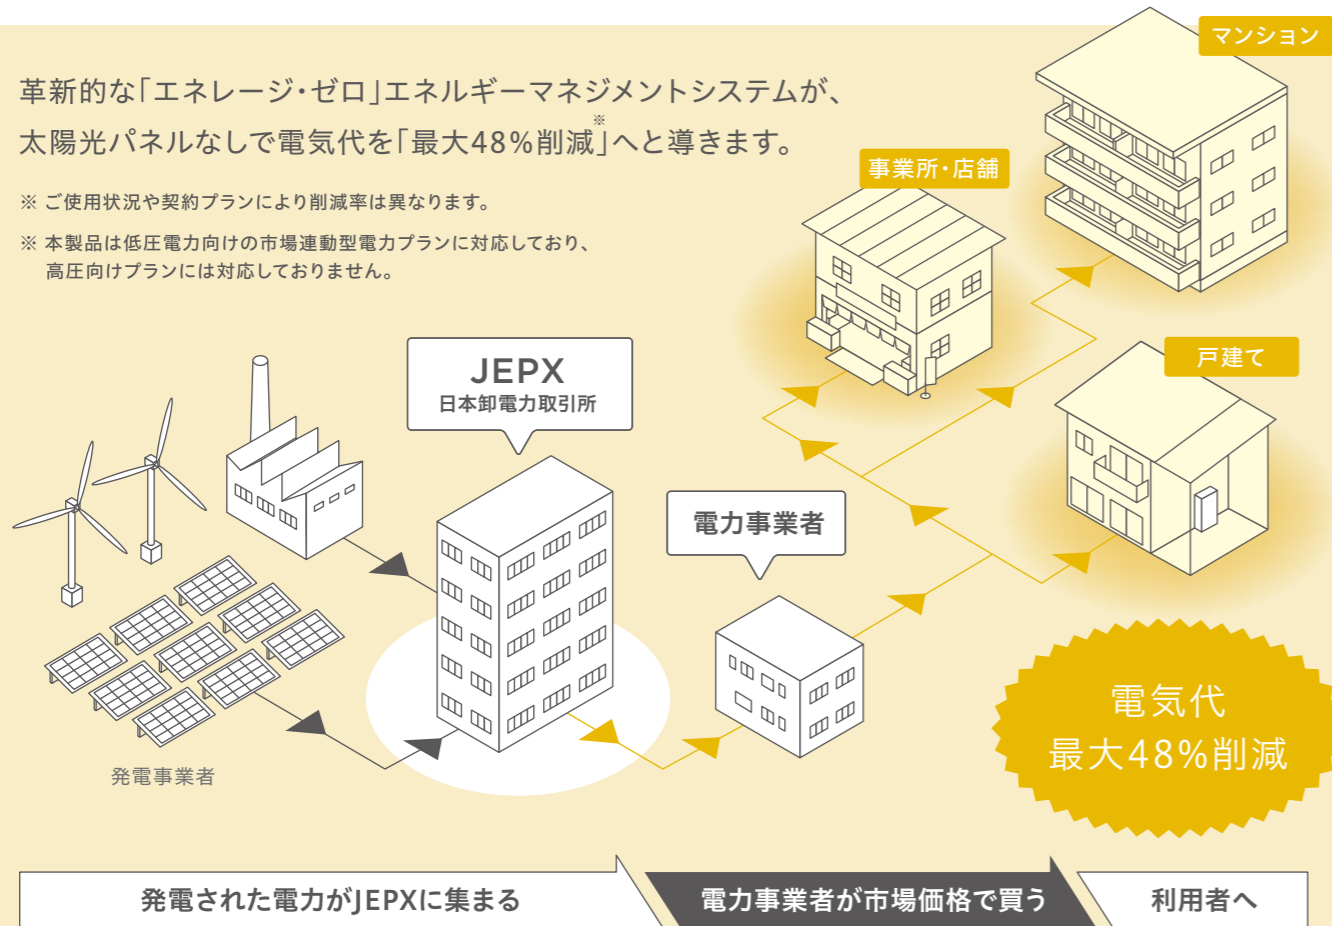 革新的な「エネレージ・ゼロ」エネルギーマネジメントシステムが、
太陽光パネルなしで電気代を「最大48%削減※」へと導きます。
※ ご使用状況や契約プランにより削減率は異なります。
※ 本製品は低圧電力向けの市場連動型電力プランに対応しており、
高圧向けプランには対応しておりません。
マンション
事業所・店舗
戸建て
JEPX
日本卸電力取引所
電力事業者
発電事業者
電気代
最大48%削減
発電された電力がJEPXに集まる
電力事業者が市場価格で買う
利用者へ